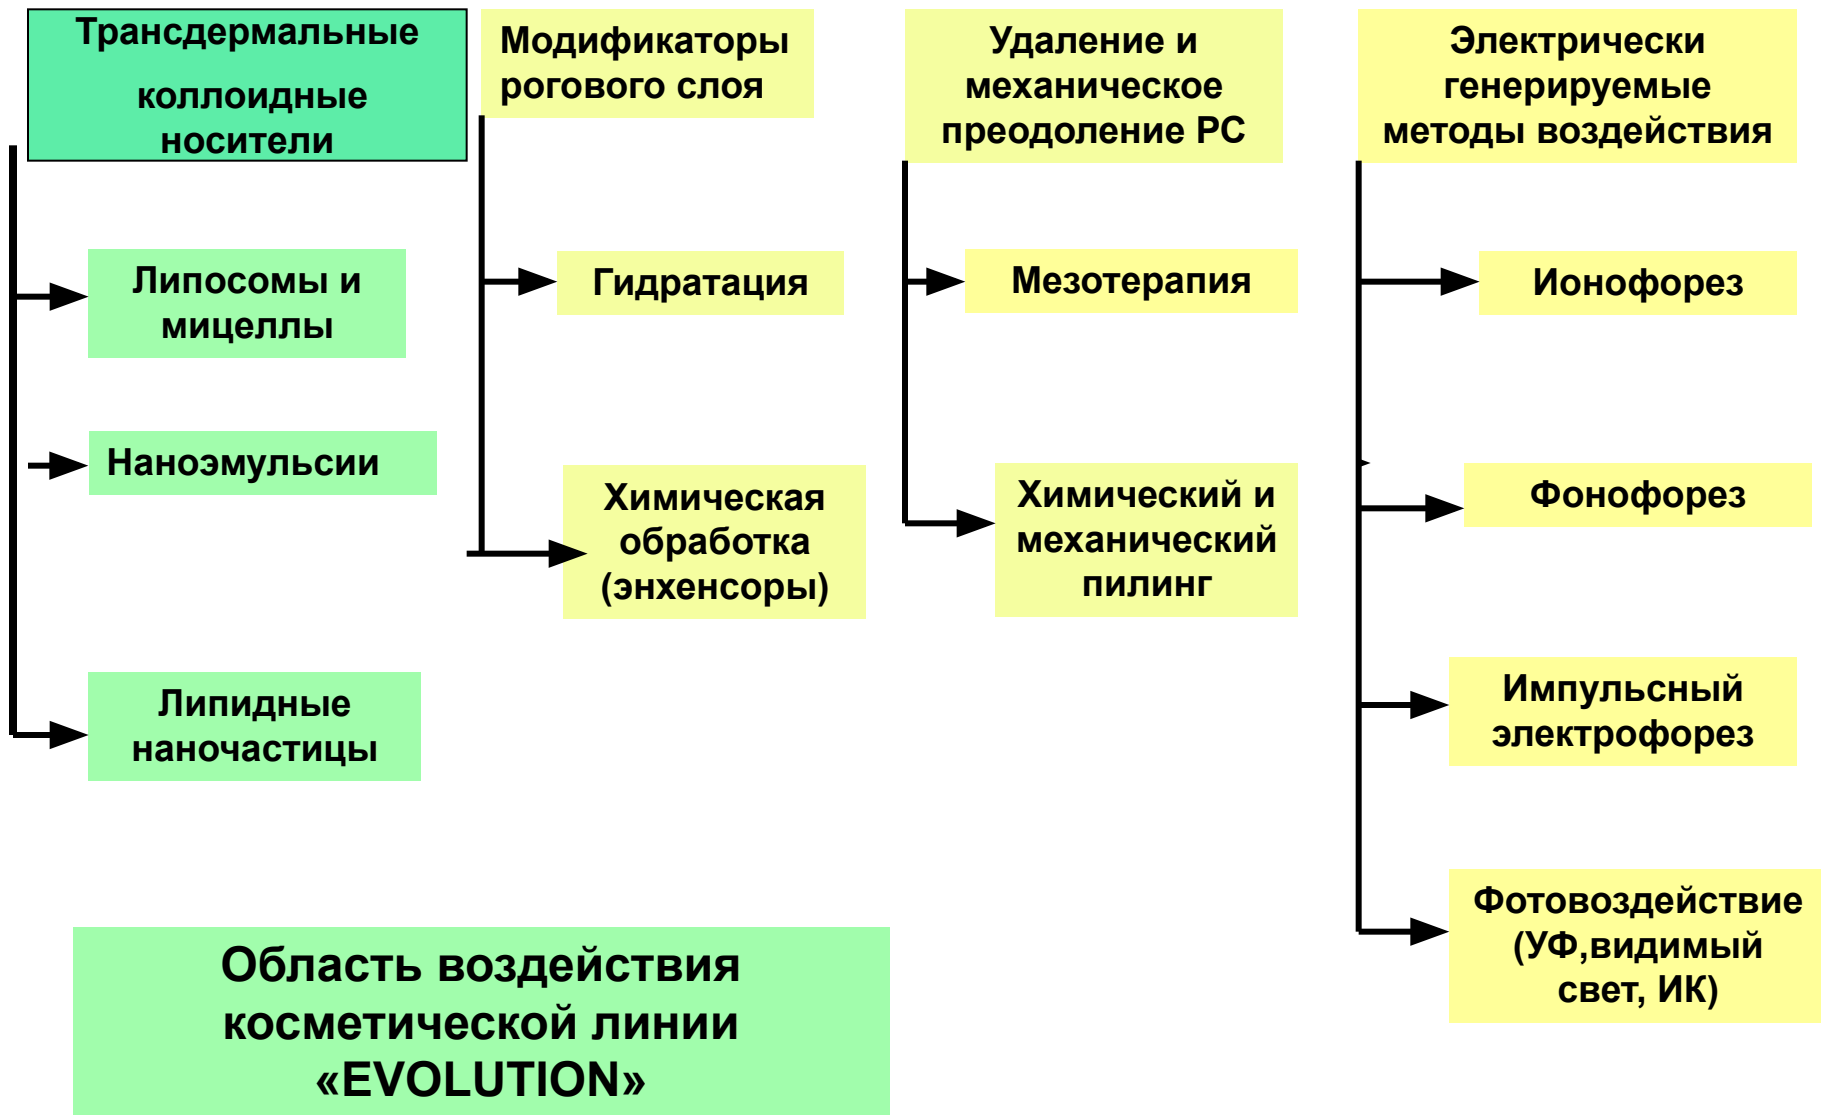 Трансдермальные
коллоидные
носители
Липосомы и
мицеллы
Наноэмульсии
Липидные
наночастицы
Модификаторы
рогового слоя
Гидратация
Химическая
обработка
(энхенсоры)
Удаление и
механическое
преодоление РС
Мезотерапия
Химический и
механический
пилинг
Электрически
генерируемые
методы воздействия
Ионофорез
Фонофорез
Импульсный
электрофорез
Фотовоздействие
(УФ,видимый
свет, ИК)
Область воздействия
косметической линии
«EVOLUTION»